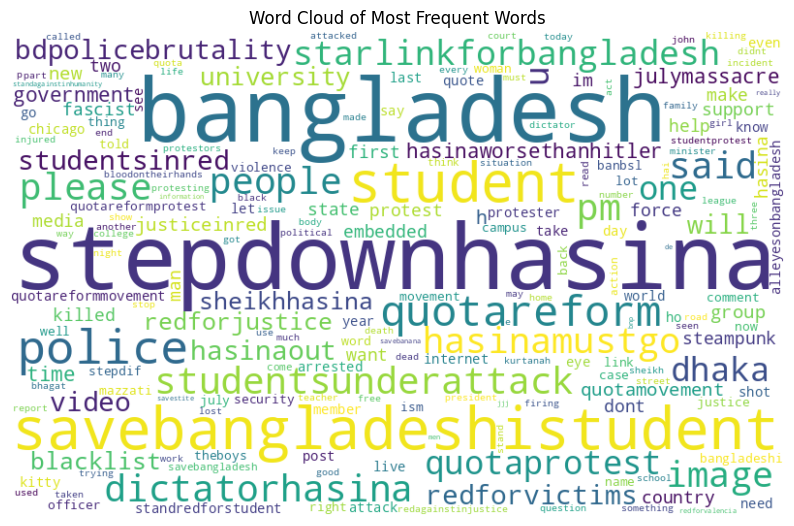 Word Cloud of Most Frequent Words
called attacked court today john killing
bdpolicebrutality starlinkforbangladesh even
quota every woman didnt
part many life must incident
standagainstinhumanity two university u im julymassacre
new last quote act
government see bangladesh make
go fascist say support family
thing made dictator help girl really
chicago first hasinaworsethanhitler know
end told keep think studentprotest
injured studentsinred protestors situation read said hasina
bloodontheirhands violence banbsl minister
please people student lot one hai
protesting black number league
quotareformprotest let issue state protest h protester pm force will three
show information body campus
media justiceinred embedded take day
another political
way college got back alleyesonbangladesh
night man action de
stepdownhasina
quotareformmovement sheikhhasina movement may home world comment
stop quotareform bnp ho road group
killed redforjustice year death seen now
well use much word dead savebanana
police hasinaout want internet hasinamustgo steampunk
stepdif come arrested eye link sheikh
time studentsunderattack kurtanah case street dhaka
bhagat savestite teacher free president quotamovement justice
mazzati july security member jjj firing shot
video lost ism dont
report men stand
savebangladeshistudent
blacklist theboys post live quotaprotest bangladeshi
work savebangladesh good name school image
trying kitty
used taken dictatorhasina redforvictims country
officer standredforstudent right attack redagainstinjustice question something need
redforvalencia